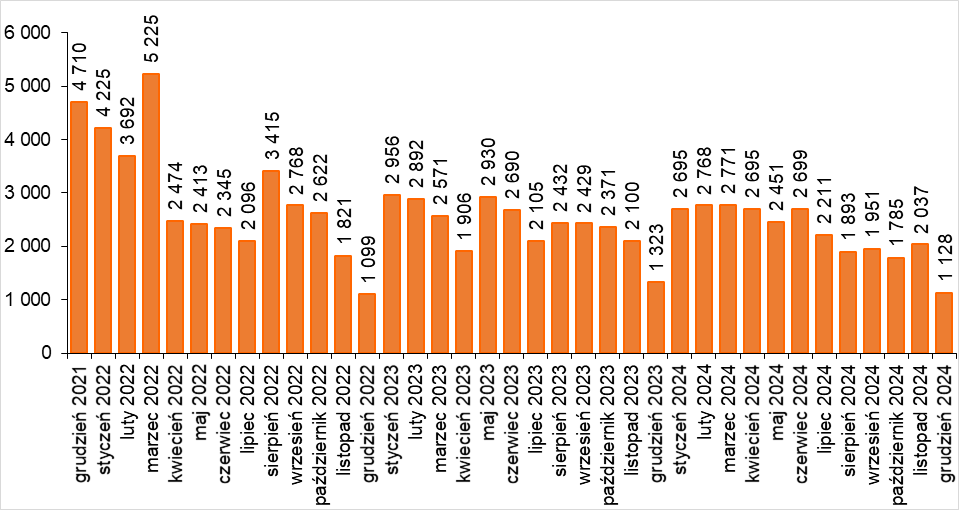 6 000
5 000
4 000
3 000
2 000
1 000
0
4 710
4 225
3 692
5 225
2 474
2 413
2 345
2 096
3 415
2 768
2 622
1 821
1 099
2 956
2 892
2 571
1 906
2 930
2 690
2 105
2 432
2 429
2 371
2 100
1 323
2 695
2 768
2 771
2 695
2 451
2 699
2 211
1 893
1 951
1 785
2 037
1 128
grudzień 2021
styczeń 2022
luty 2022
marzec 2022
kwiecień 2022
maj 2022
czerwiec 2022
lipiec 2022
sierpień 2022
wrzesień 2022
październik 2022
listopad 2022
grudzień 2022
styczeń 2023
luty 2023
marzec 2023
kwiecień 2023
maj 2023
czerwiec 2023
lipiec 2023
sierpień 2023
wrzesień 2023
październik 2023
listopad 2023
grudzień 2023
styczeń 2024
luty 2024
marzec 2024
kwiecień 2024
maj 2024
czerwiec 2024
lipiec 2024
sierpień 2024
wrzesień 2024
październik 2024
listopad 2024
grudzień 2024